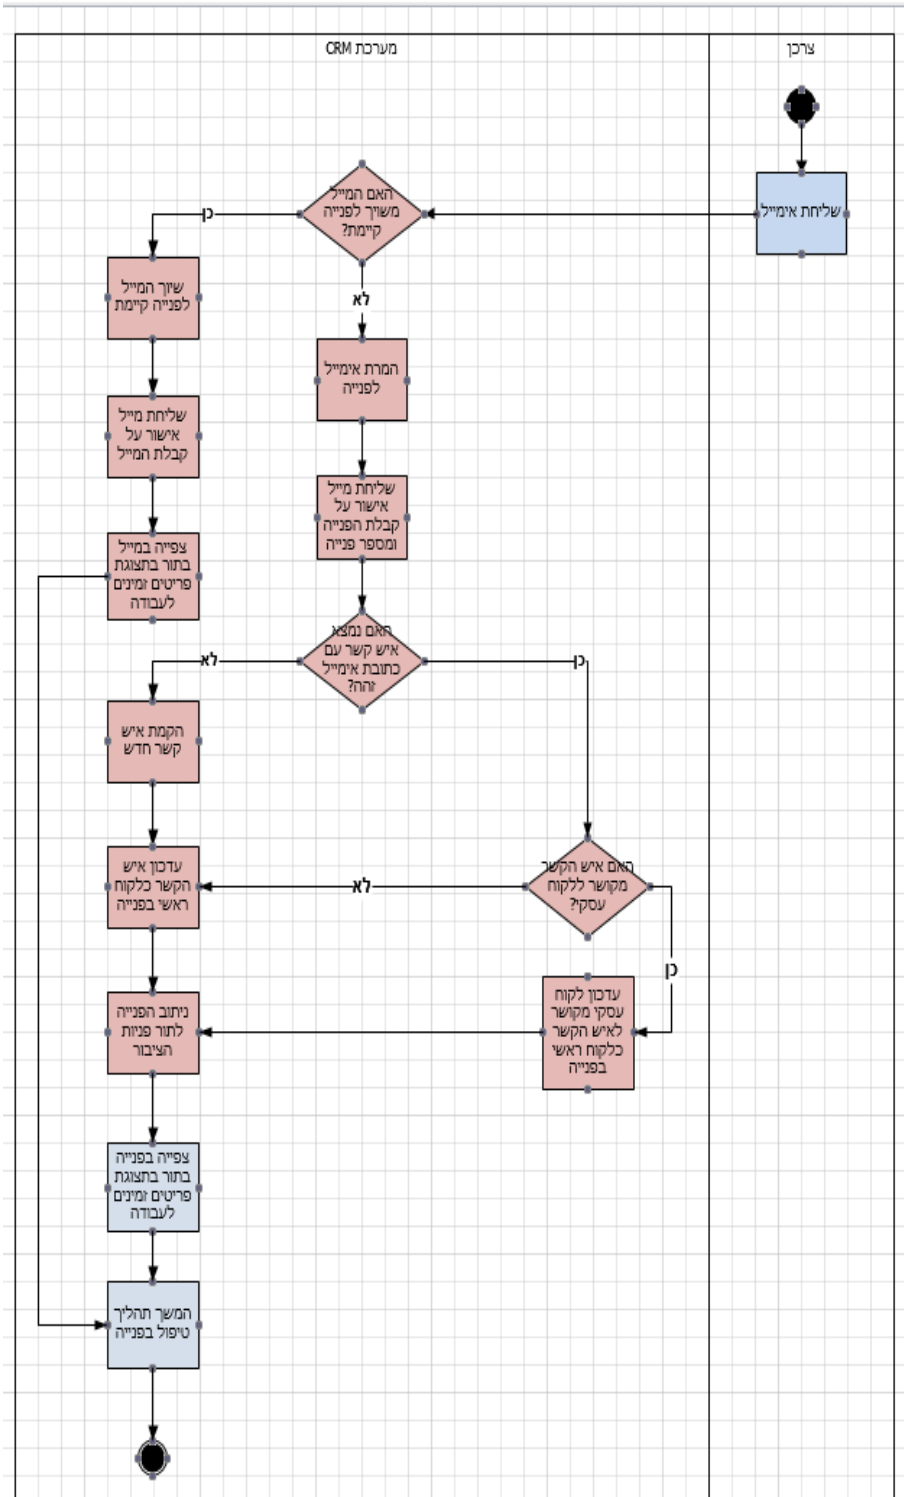 צרכן
מערכת CRM
שליחת אימייל
האם המייל
משויך לפנייה
קיימת?
כן
לא
שיוך המייל
לפנייה קיימת
המרת אימייל
לפנייה
שליחת מייל
אישור על
קבלת המייל
שליחת מייל
אישור על
קבלת הפנייה
ומספר פנייה
צפייה במייל
בתור בתצוגת
פריטים זמינים
לעבודה
האם נמצא
איש קשר עם
כתובת אימייל
זהה?
כן
לא
הקמת איש
קשר חדש
האם איש הקשר
מקושר ללקוח
עסקי?
לא
כן
עדכון איש
הקשר כלקוח
ראשי בפנייה
עדכון לקוח
עסקי מקושר
לאיש הקשר
כלקוח ראשי
בפנייה
ניתוב הפנייה
לתור פניות
הציבור
צפייה בפנייה
בתור בתצוגת
פריטים זמינים
לעבודה
המשך תהליך
טיפול בפנייה